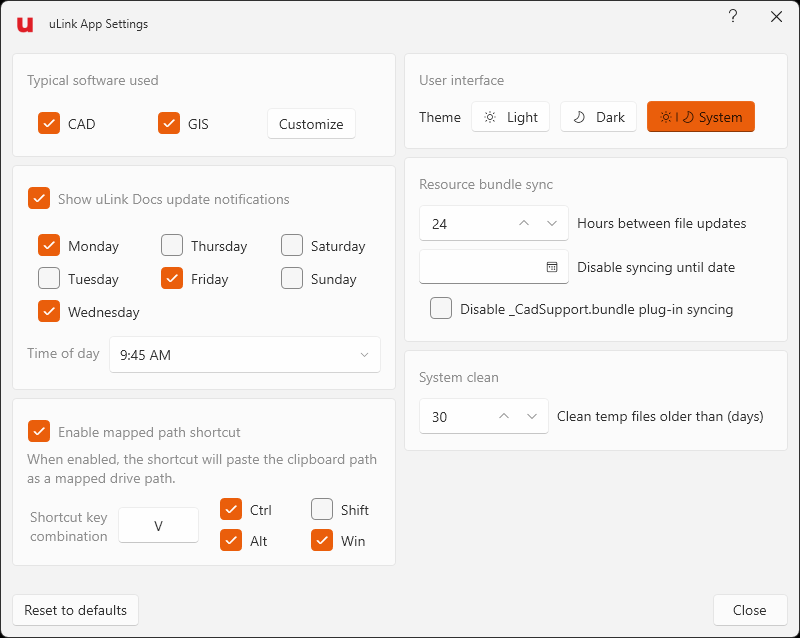 uLink App Settings
?
Typical software used
CAD
GIS
Customize
Show uLink Docs update notifications
Monday
Thursday
Saturday
Tuesday
Friday
Sunday
Wednesday
Time of day
9:45 AM
Enable mapped path shortcut
When enabled, the shortcut will paste the clipboard path
as a mapped drive path.
Shortcut key
combination
V
Ctrl
Shift
Alt
Win
User interface
Theme
Light
Dark
| System
Resource bundle sync
24
Hours between file updates
Disable syncing until date
Disable _CadSupport.bundle plug-in syncing
System clean
30
Clean temp files older than (days)
Reset to defaults
Close